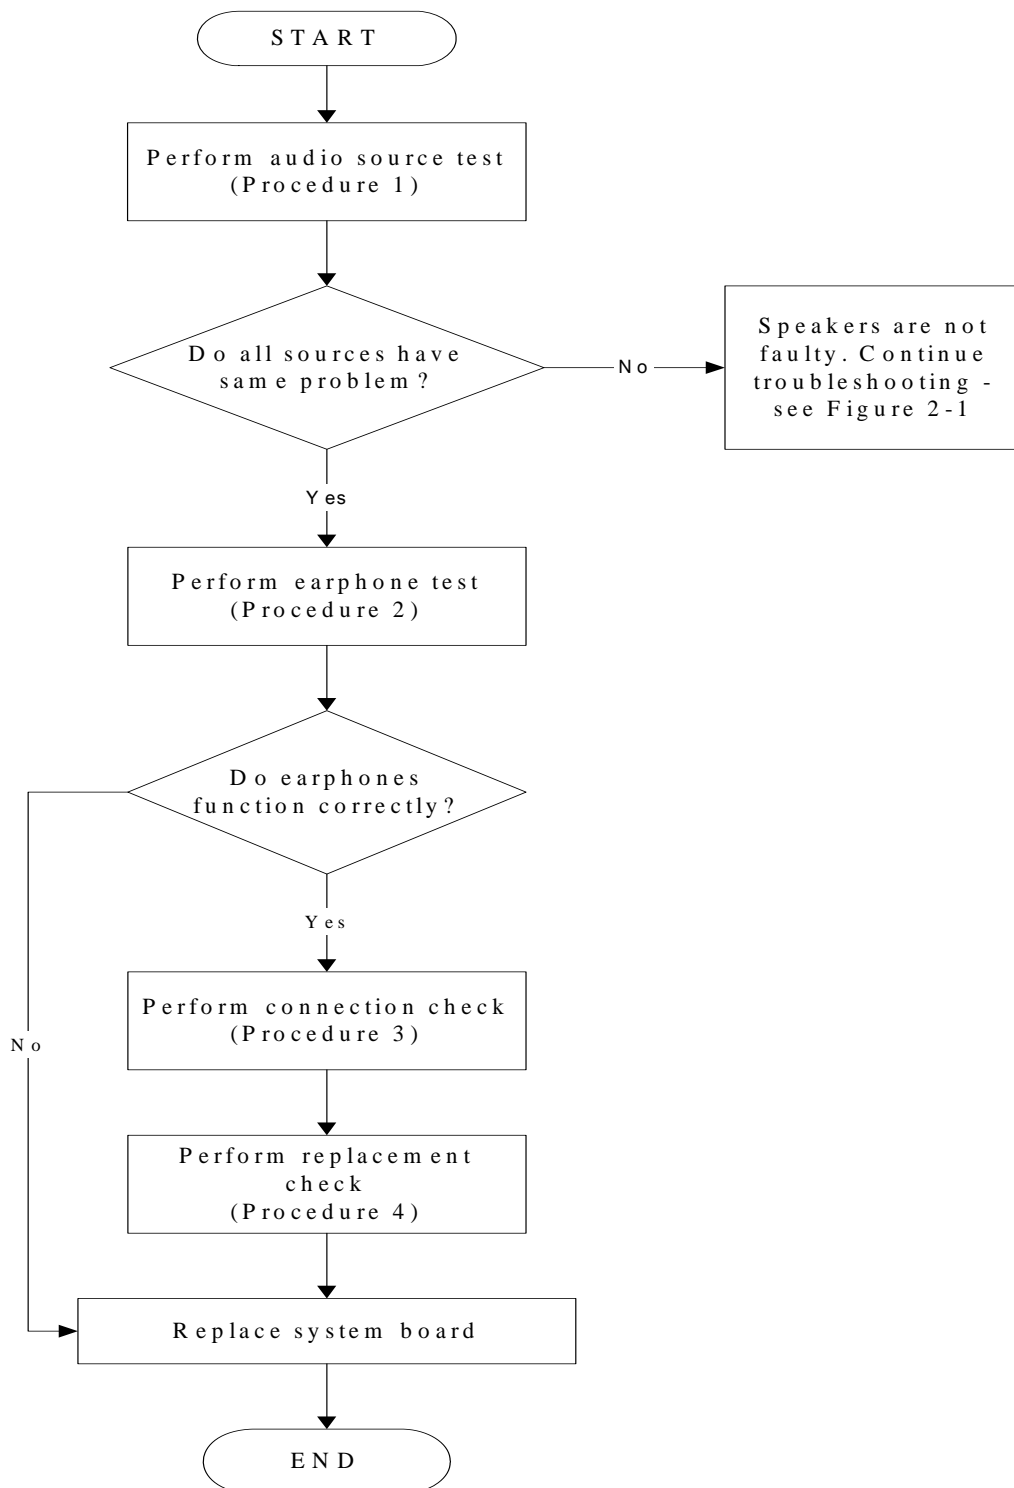 START
Perform audio source test
(Procedure 1)
Do all sources have
same problem?
No
Speakers are not
faulty. Continue
troubleshooting -
see Figure 2-1
Yes
Perform earphone test
(Procedure 2)
Do earphones
function correctly?
Yes
No
Perform connection check
(Procedure 3)
Perform replacement
check
(Procedure 4)
Replace system board
END